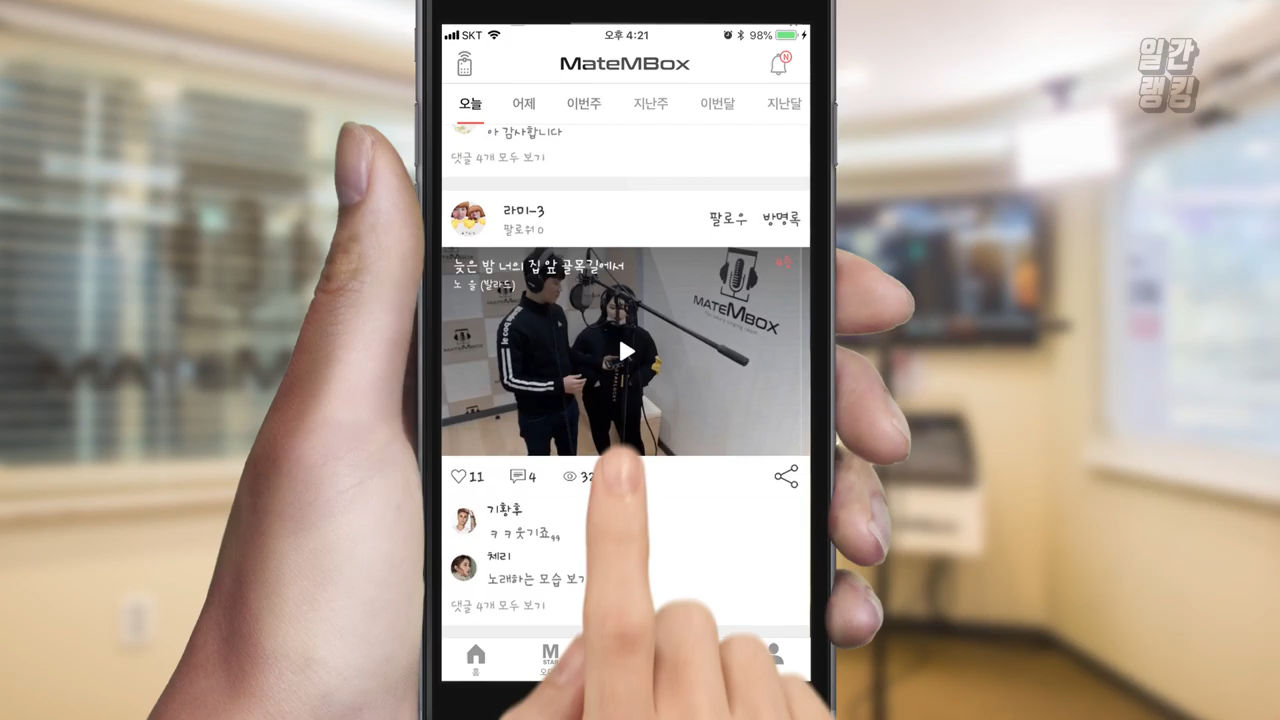 SKT 오후 4:21 98%
일간
랭킹
MateMBox
N
오늘 어제 이번주 지난주 이번달 지난달
아 감사합니다
댓글 4개 모두 보기
라미-3
팔로워 0
팔로우 방명록
늦은 밤 너의 집 앞 골목길에서
노 을 (발라드)
MATEMBOX
MATEMBOX
11 4 32
기황후
ㅋㅋ웃기죠
체리
노래하는 모습 보기
댓글 4개 모두 보기
홈
M
STAR